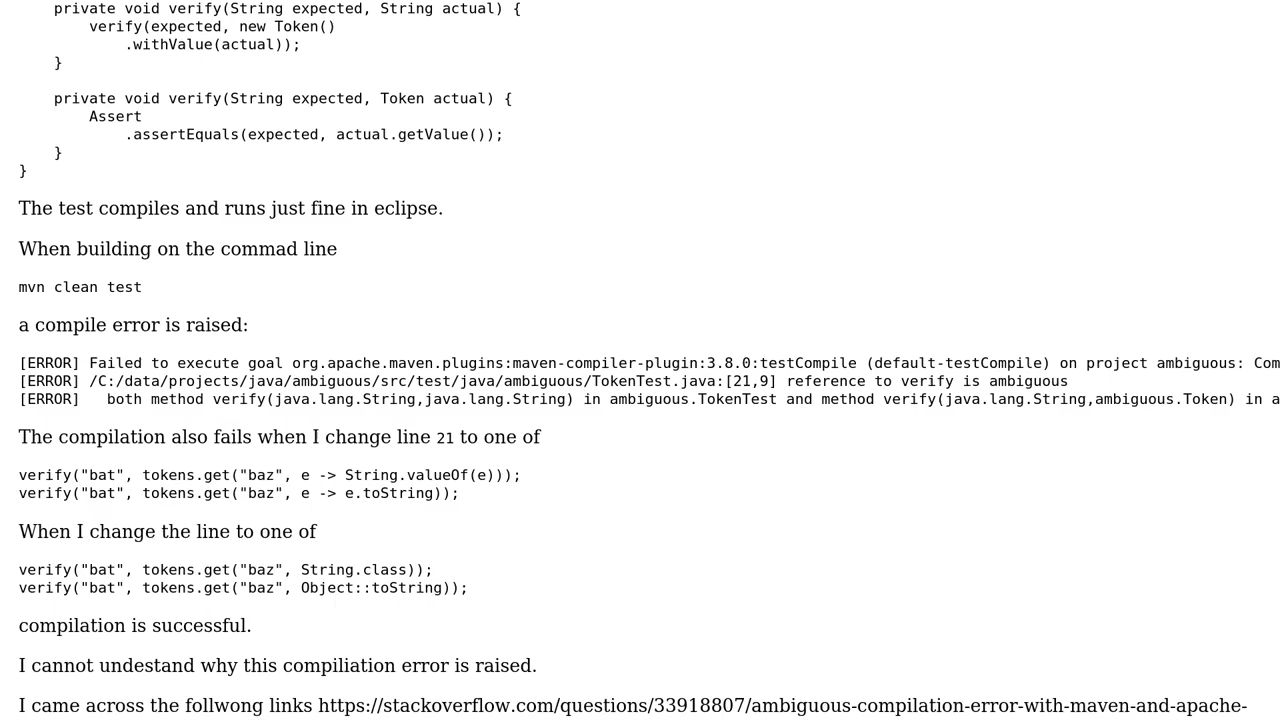 private void verify(String expected, String actual) {
verify(expected, new Token()
.withValue(actual));
}
private void verify(String expected, Token actual) {
Assert
.assertEquals(expected, actual.getValue());
}
}
The test compiles and runs just fine in eclipse.
When building on the commad line
mvn clean test
a compile error is raised:
[ERROR] Failed to execute goal org.apache.maven.plugins:maven-compiler-plugin:3.8.0:testCompile (default-testCompile) on project ambiguous: Com
[ERROR] /C:/data/projects/java/ambiguous/src/test/java/ambiguous/TokenTest.java:[21,9] reference to verify is ambiguous
[ERROR]   both method verify(java.lang.String,java.lang.String) in ambiguous.TokenTest and method verify(java.lang.String,ambiguous.Token) in a
The compilation also fails when I change line 21 to one of
verify("bat", tokens.get("baz", e -> String.valueOf(e)));
verify("bat", tokens.get("baz", e -> e.toString));
When I change the line to one of
verify("bat", tokens.get("baz", String.class));
verify("bat", tokens.get("baz", Object::toString));
compilation is successful.
I cannot undestand why this compiliation error is raised.
I came across the follwong links https://stackoverflow.com/questions/33918807/ambiguous-compilation-error-with-maven-and-apache-